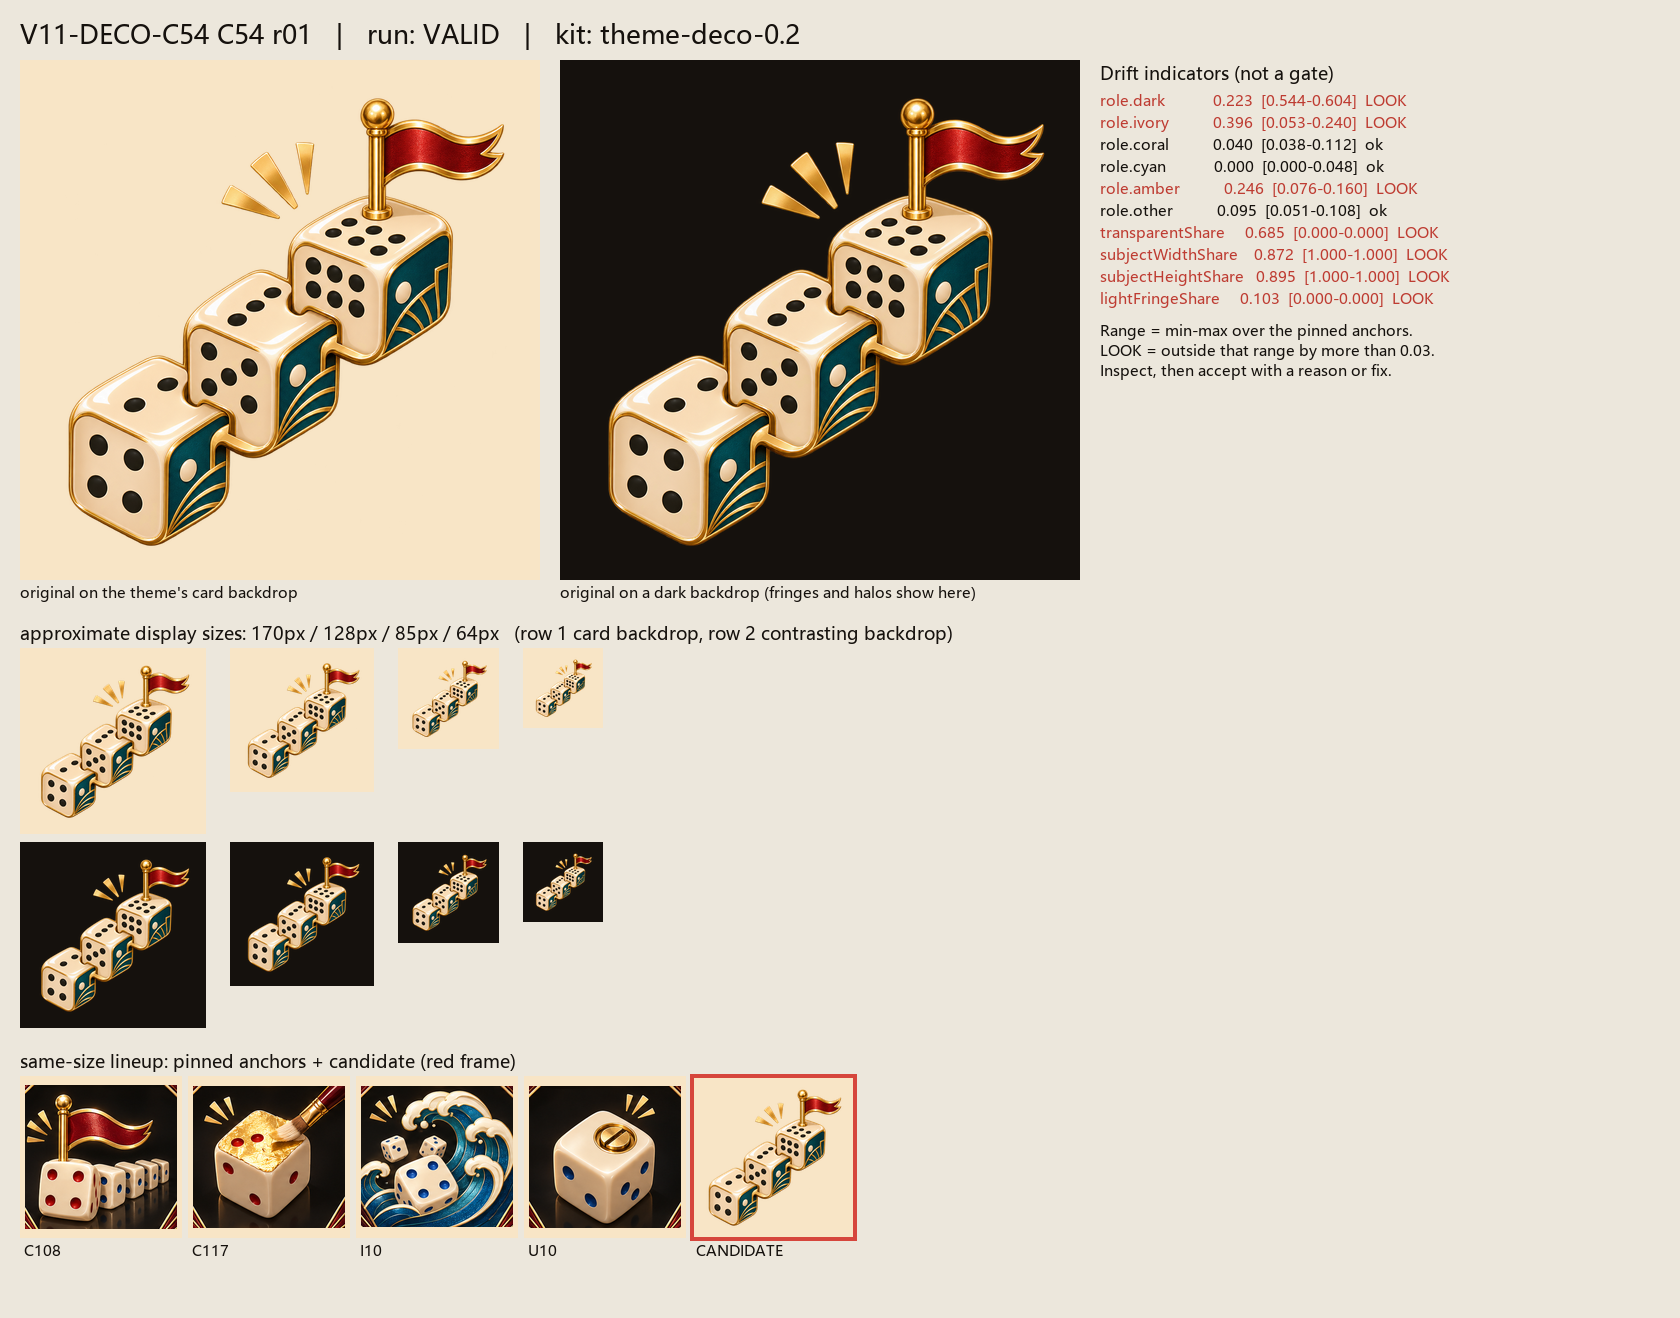 V11-DECO-C54 C54 r01 | run: VALID | kit: theme-deco-0.2
Drift indicators (not a gate)
role.dark 0.223 [0.544-0.604] LOOK
role.ivory 0.396 [0.053-0.240] LOOK
role.coral 0.040 [0.038-0.112] ok
role.cyan 0.000 [0.000-0.048] ok
role.amber 0.246 [0.076-0.160] LOOK
role.other 0.095 [0.051-0.108] ok
transparentShare 0.685 [0.000-0.000] LOOK
subjectWidthShare 0.872 [1.000-1.000] LOOK
subjectHeightShare 0.895 [1.000-1.000] LOOK
lightFringeShare 0.103 [0.000-0.000] LOOK
Range = min-max over the pinned anchors.
LOOK = outside that range by more than 0.03.
Inspect, then accept with a reason or fix.
original on the theme's card backdrop
original on a dark backdrop (fringes and halos show here)
approximate display sizes: 170px / 128px / 85px / 64px (row 1 card backdrop, row 2 contrasting backdrop)
same-size lineup: pinned anchors + candidate (red frame)
C108
C117
I10
U10
CANDIDATE